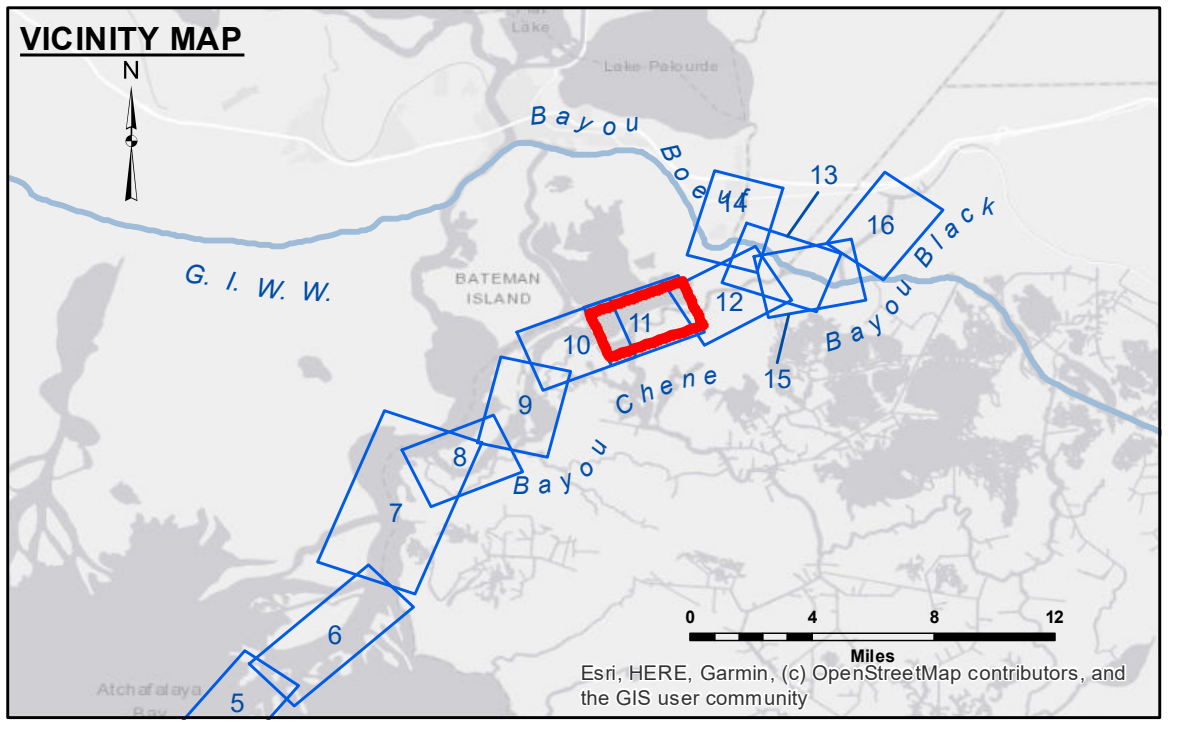 VICINITY MAP
N
Lake
Lake Palourde
Bayou
Boeuf
13
14
16
Bayou Black
G. I. W. W.
BATEMAN
ISLAND
12
11
10
15
Chene
9
8
Bayou
7
6
5
Atchafalaya
Bay
0 4 8 12
Miles
Esri, HERE, Garmin, (c) OpenStreetMap contributors, and
the GIS user community